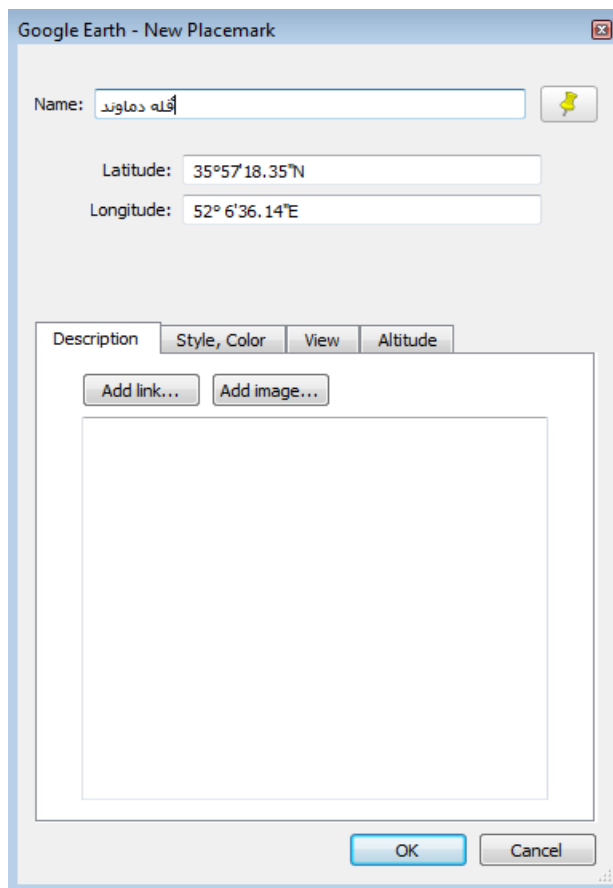 Google Earth - New Placemark
Name: قله دماوند
Latitude: 35°57'18.35"N
Longitude: 52° 6'36.14"E
Description Style, Color View Altitude
Add link... Add image...
OK Cancel